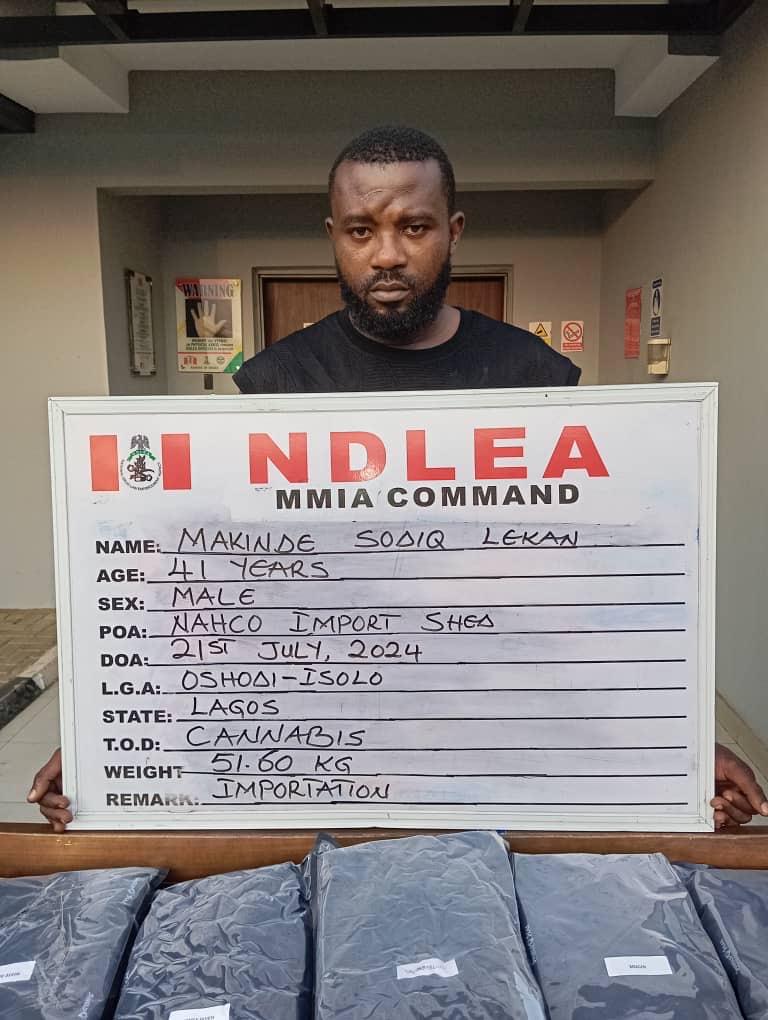 WARNING
NDLEA
MMIA COMMAND
NAME: MAKINDE SODIQ LEKAN
AGE: 41 YEARS
SEX: MALE
POA: NAHCO IMPORT SHED
DOA: 21ST JULY, 2024
L.G.A: OSHODI-ISOLO
STATE: LAGOS
T.O.D: CANNABIS
WEIGHT 51.60 KG
REMARK: IMPORTATION